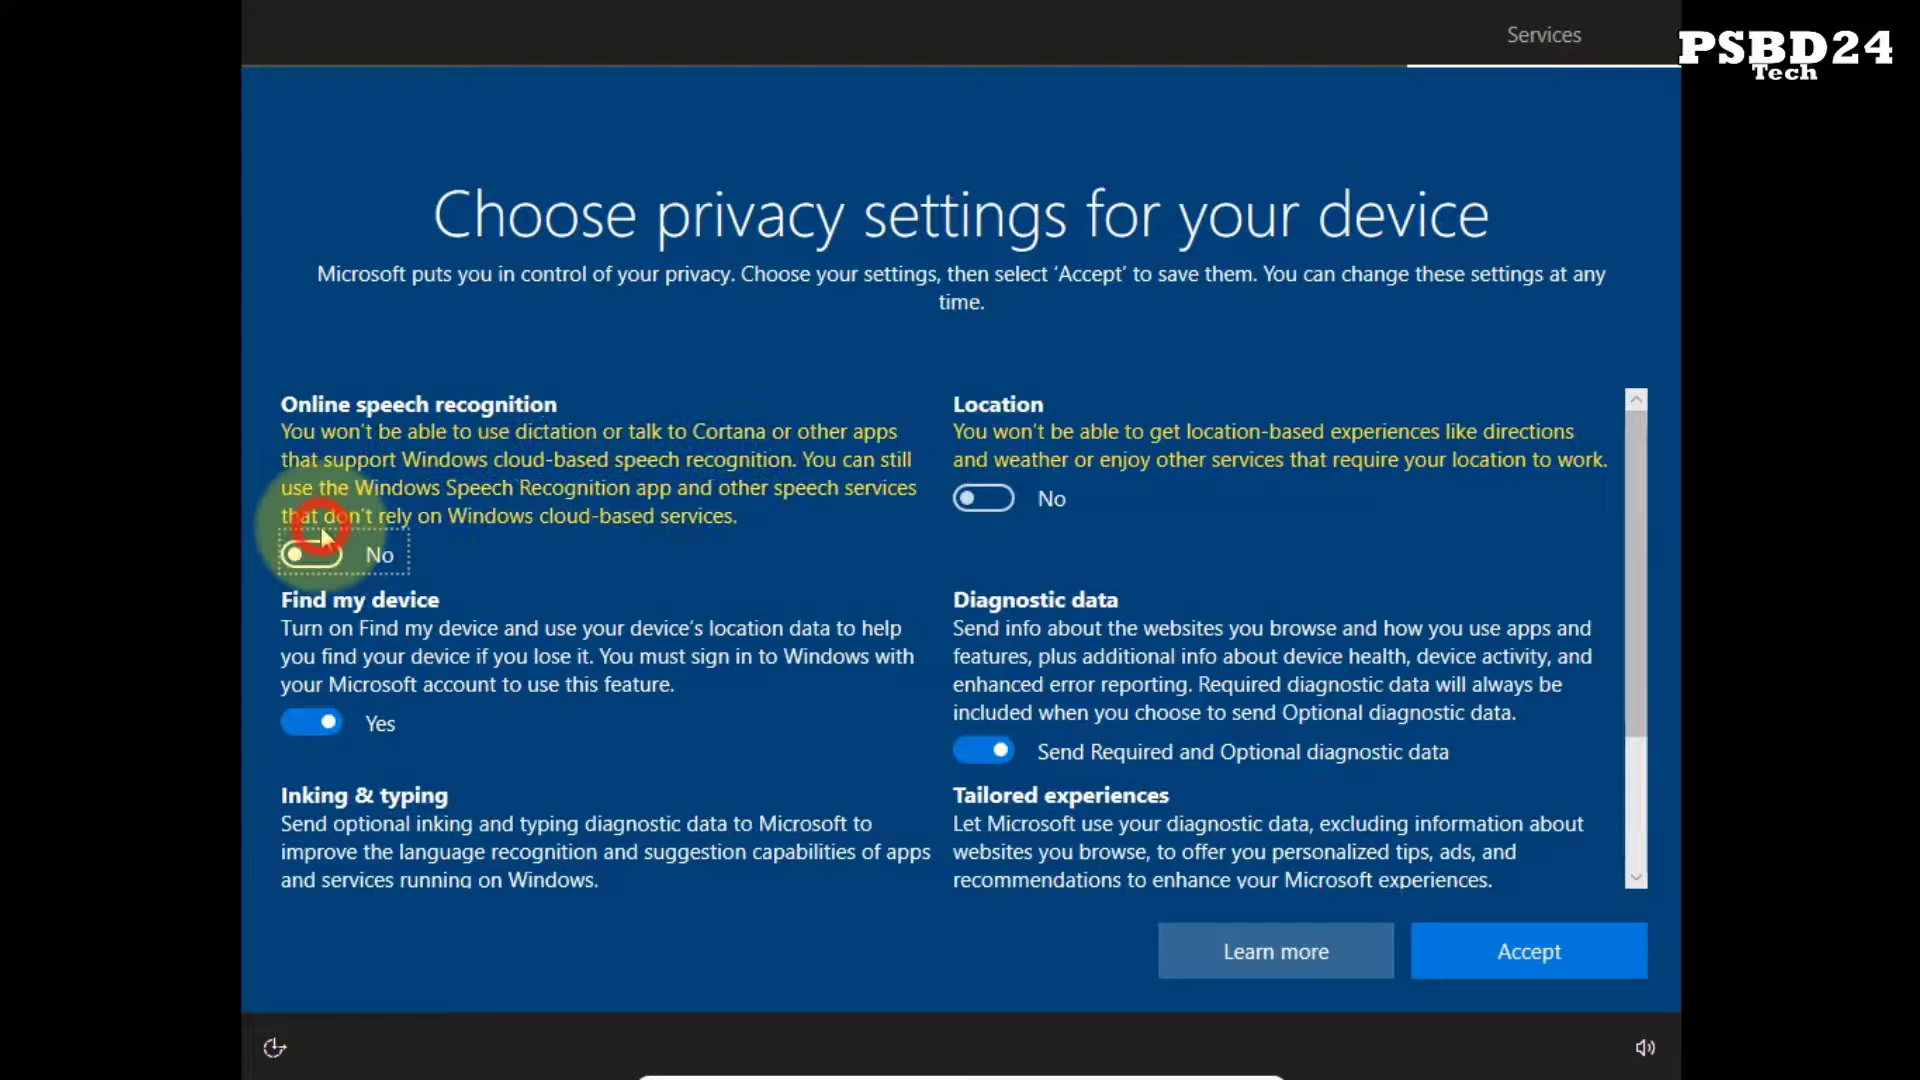 Services
PSBD24
Tech
Choose privacy settings for your device
Microsoft puts you in control of your privacy. Choose your settings, then select ‘Accept’ to save them. You can change these settings at any
time.
Online speech recognition
You won’t be able to use dictation or talk to Cortana or other apps
that support Windows cloud-based speech recognition. You can still
use the Windows Speech Recognition app and other speech services
that don’t rely on Windows cloud-based services.
No
Location
You won’t be able to get location-based experiences like directions
and weather or enjoy other services that require your location to work.
No
Find my device
Turn on Find my device and use your device’s location data to help
you find your device if you lose it. You must sign in to Windows with
your Microsoft account to use this feature.
Yes
Diagnostic data
Send info about the websites you browse and how you use apps and
features, plus additional info about device health, device activity, and
enhanced error reporting. Required diagnostic data will always be
included when you choose to send Optional diagnostic data.
Send Required and Optional diagnostic data
Inking & typing
Send optional inking and typing diagnostic data to Microsoft to
improve the language recognition and suggestion capabilities of apps
and services running on Windows.
Tailored experiences
Let Microsoft use your diagnostic data, excluding information about
websites you browse, to offer you personalized tips, ads, and
recommendations to enhance your Microsoft experiences.
Learn more
Accept